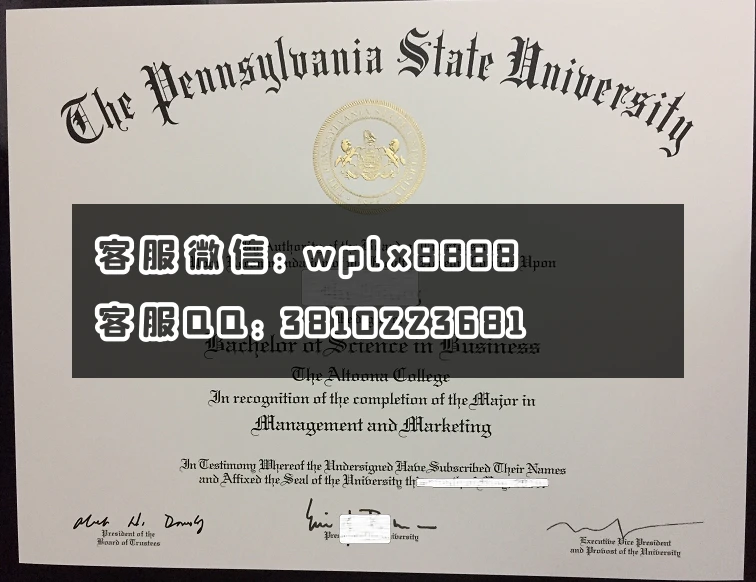 The Pennsylvania State University
客服微信: wplx8888
Upon
客服QQ: 3810223681
Bachelor of Science in Business
The Altoona College
In recognition of the completion of the Major in
Management and Marketing
In Testimony Whereof the Undersigned Have Subscribed Their Names
and Affixed the Seal of the University
President of the
Board of Trustees
Executive Vice President
and Provost of the University